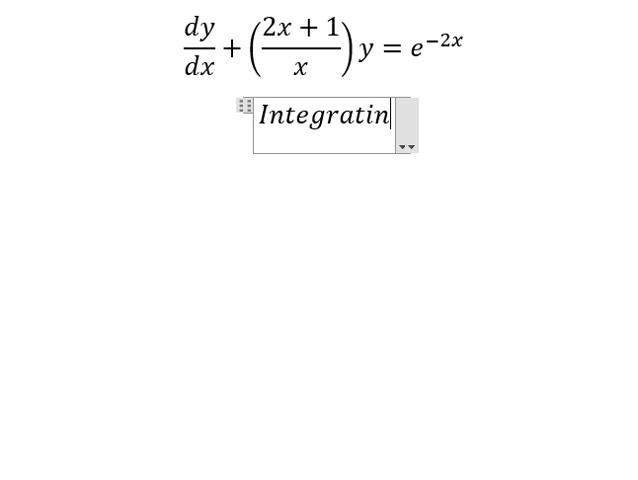 dy/dx + ((2x + 1)/x) y = e^{-2x}
Integratin